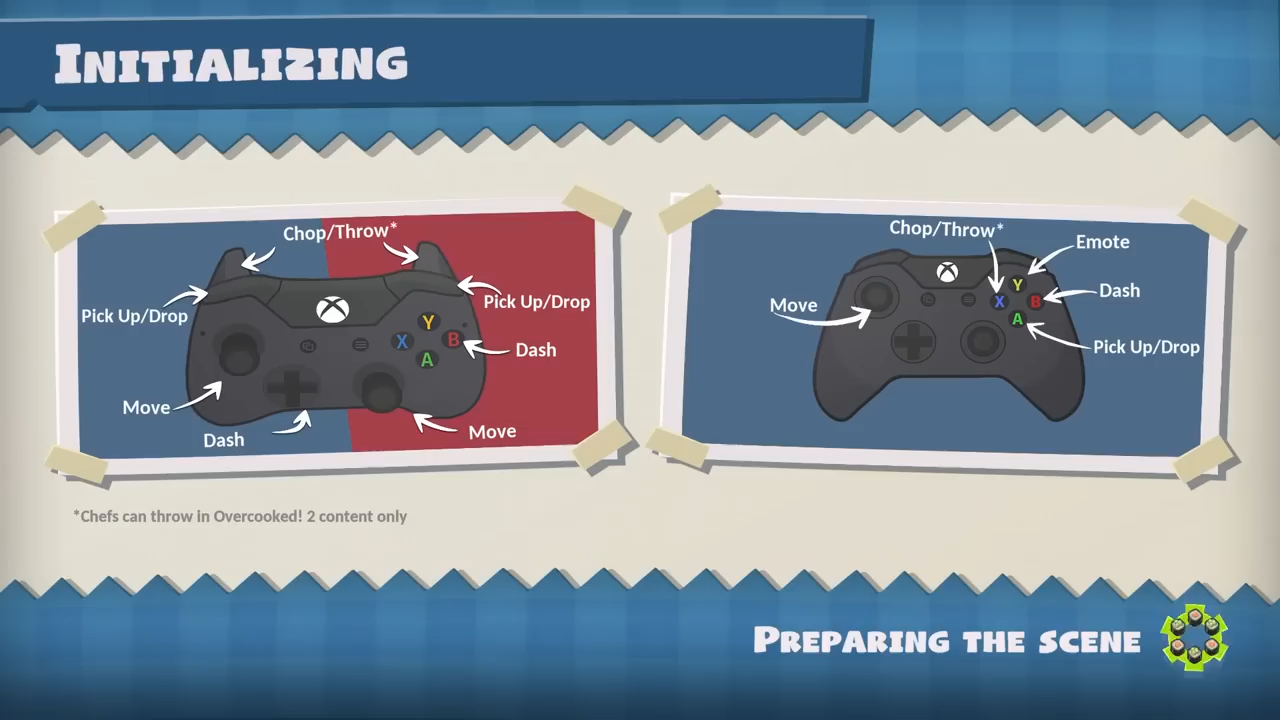 INITIALIZING
Chop/Throw*
Pick Up/Drop
Pick Up/Drop
Y
X
B
A
Dash
Move
Dash
Move
Chop/Throw*
Emote
Move
Y
X
B
A
Dash
Pick Up/Drop
*Chefs can throw in Overcooked! 2 content only
PREPARING THE SCENE